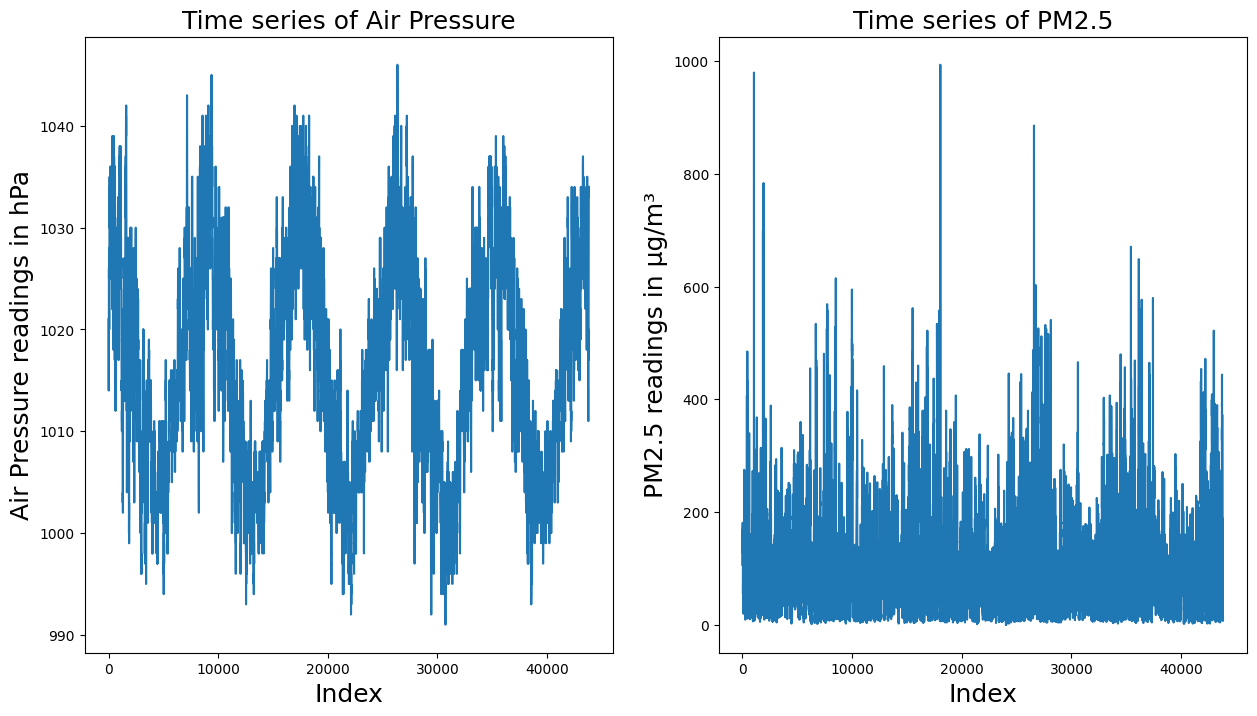 Time series of Air Pressure
Air Pressure readings in hPa
1040
1030
1020
1010
1000
990
0 10000 20000 30000 40000
Index
Time series of PM2.5
PM2.5 readings in µg/m³
1000
800
600
400
200
0
0 10000 20000 30000 40000
Index